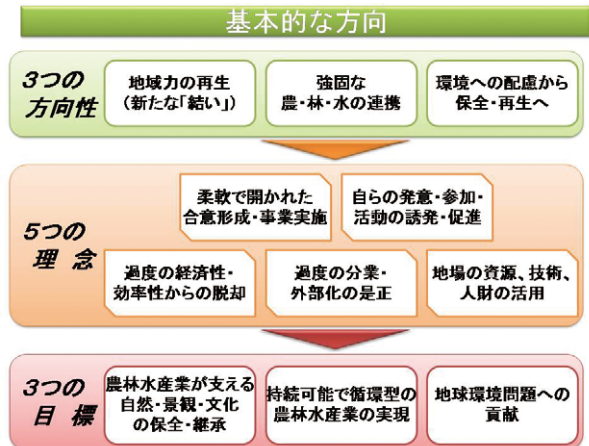 基本的な方向
3つの
方向性
地域力の再生
(新たな「結い」)
強固な
農・林・水の連携
環境への配慮から
保全・再生へ
5つの
理 念
柔軟で開かれた
合意形成・事業実施
自らの発意・参加・
活動の誘発・促進
過度の経済性・
効率性からの脱却
過度の分業・
外部化の是正
地場の資源、技術、
人財の活用
3つの
目 標
農林水産業が支える
自然・景観・文化
の保全・継承
持続可能で循環型の
農林水産業の実現
地球環境問題への
貢献